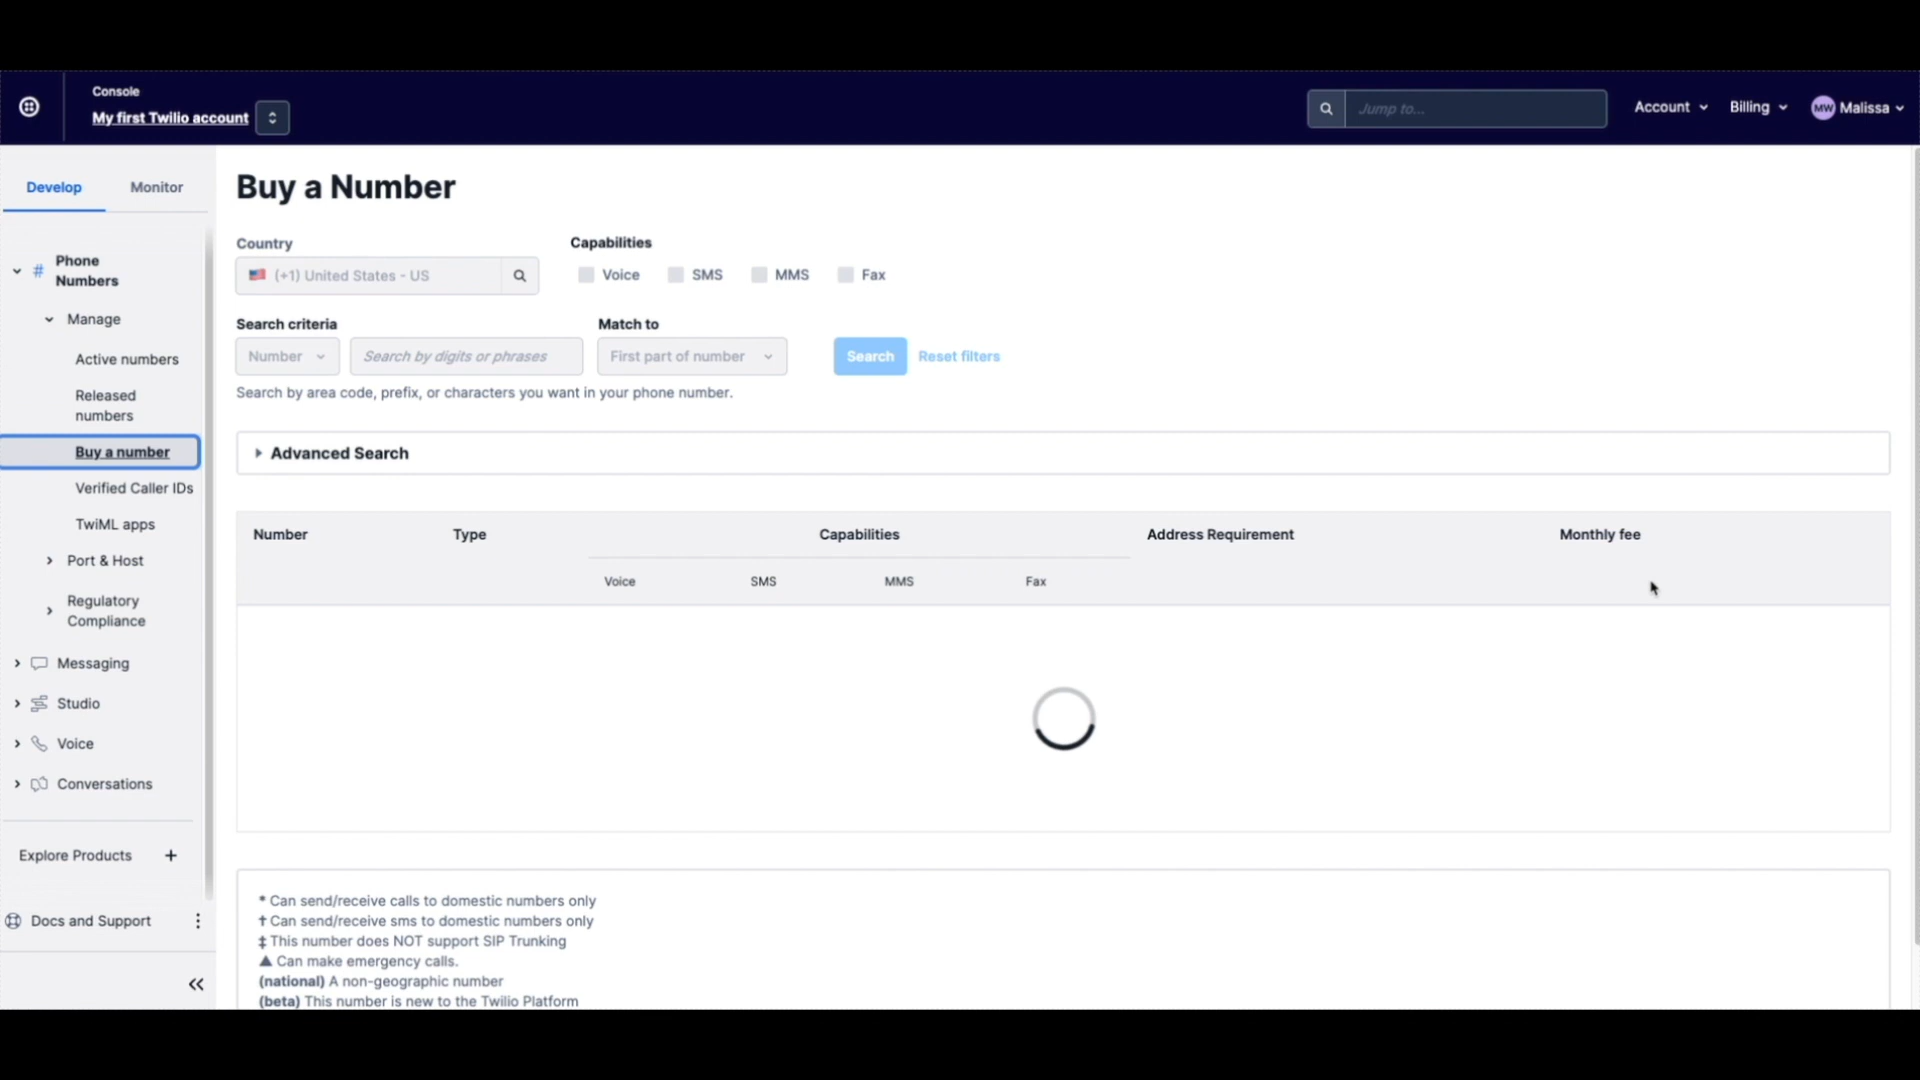 Console
My first Twilio account
Jump to...
Account
Billing
MW Malissa
Develop
Monitor
Phone
Numbers
Manage
Active numbers
Released
numbers
Buy a number
Verified Caller IDs
TwiML apps
Port & Host
Regulatory
Compliance
Messaging
Studio
Voice
Conversations
Explore Products
Docs and Support
Buy a Number
Country
Capabilities
(+1) United States - US
Voice
SMS
MMS
Fax
Search criteria
Match to
Number
Search by digits or phrases
First part of number
Search
Reset filters
Search by area code, prefix, or characters you want in your phone number.
Advanced Search
Number
Type
Capabilities
Address Requirement
Monthly fee
Voice
SMS
MMS
Fax
* Can send/receive calls to domestic numbers only
† Can send/receive sms to domestic numbers only
‡ This number does NOT support SIP Trunking
▲ Can make emergency calls.
(national) A non-geographic number
(beta) This number is new to the Twilio Platform